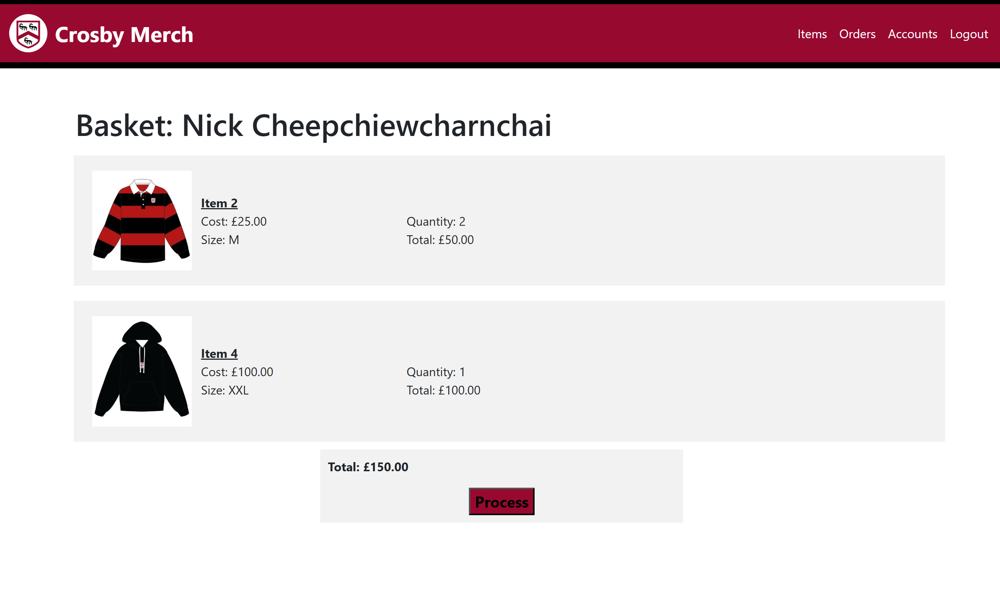 Crosby Merch
Items Orders Accounts Logout
Basket: Nick Cheepchiewcharnchai
Item 2
Cost: £25.00 Quantity: 2
Size: M Total: £50.00
Item 4
Cost: £100.00 Quantity: 1
Size: XXL Total: £100.00
Total: £150.00
Process